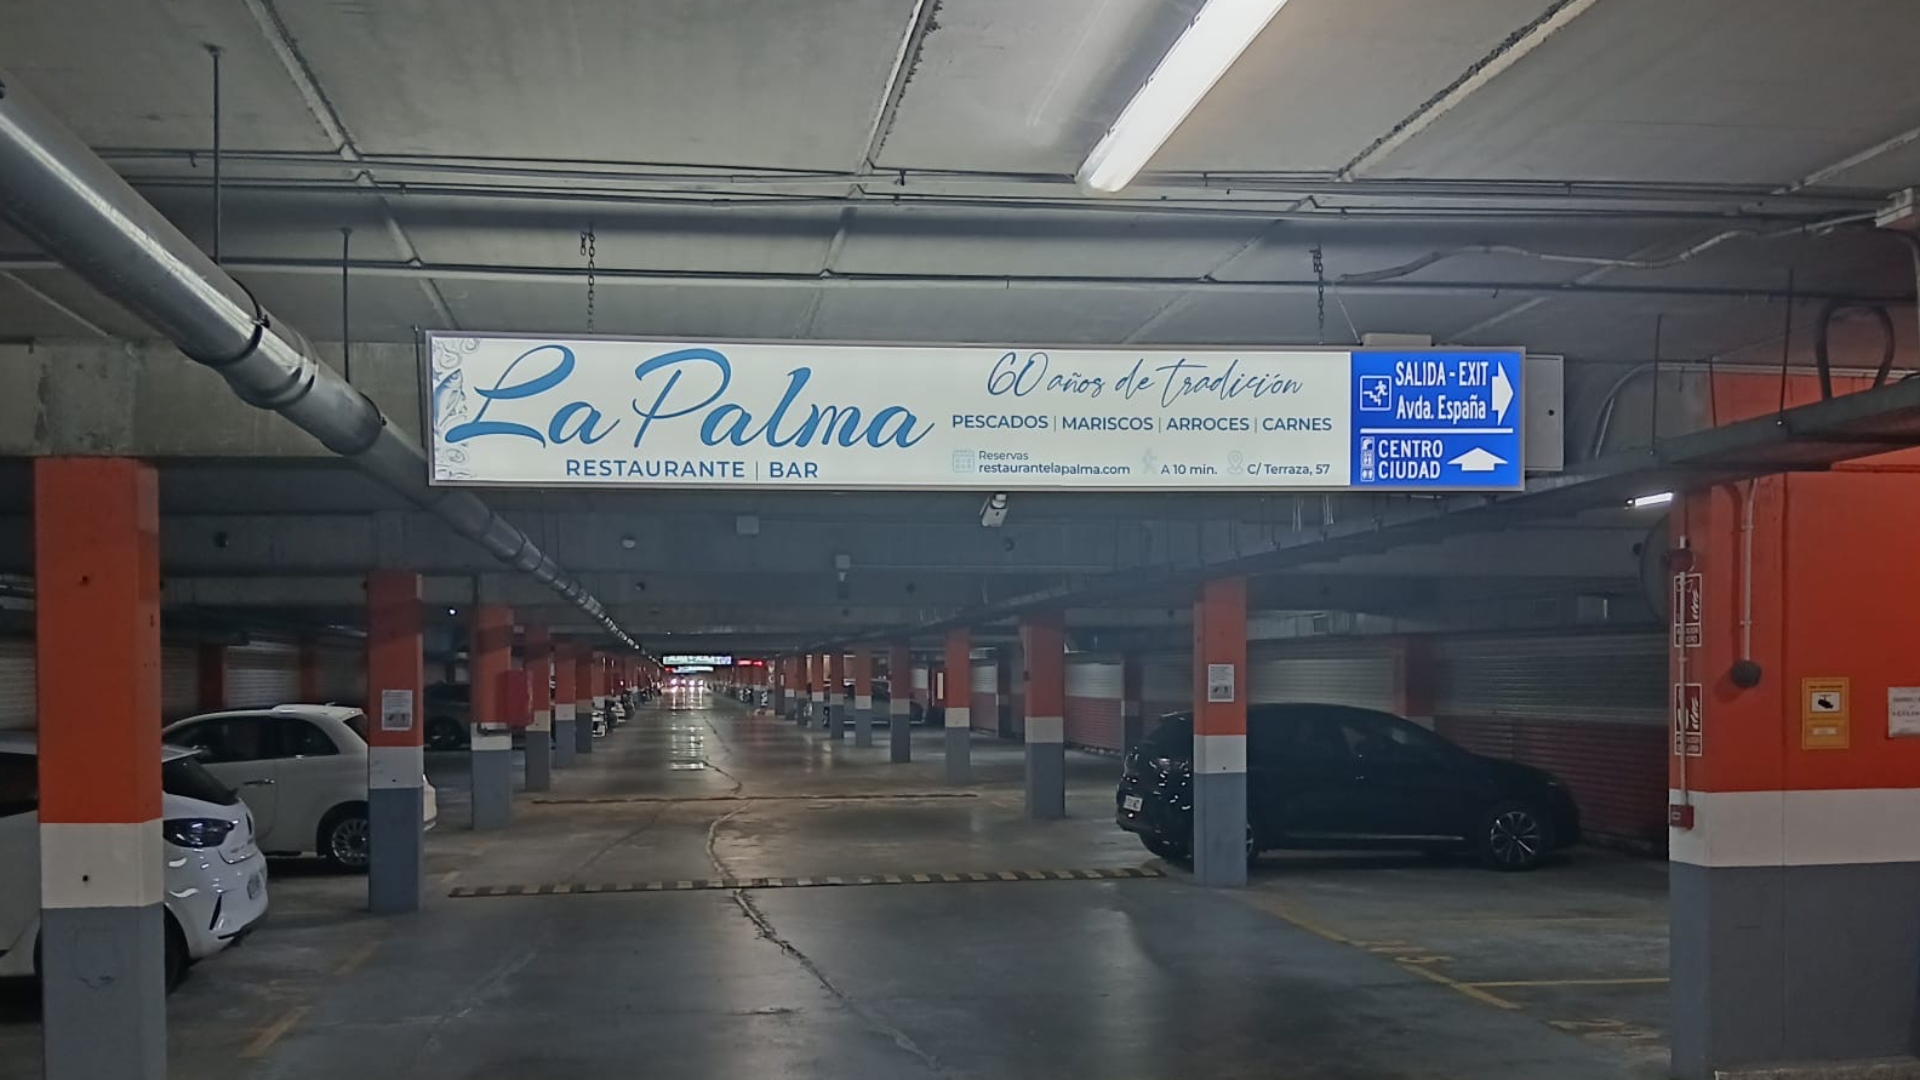 La Palma
RESTAURANTE | BAR
60 años de tradición
PESCADOS | MARISCOS | ARROCES | CARNES
Reservas
restaurantelapalma.com
A 10 min.
C/ Terraza, 57
SALIDA - EXIT
Avda. España
CENTRO
CIUDAD